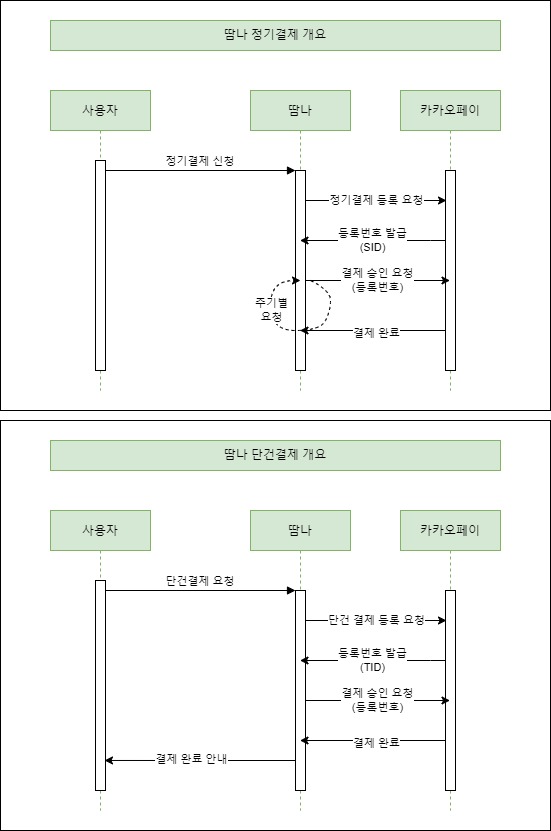 땀나 정기결제 개요
사용자
땀나
카카오페이
정기결제 신청
정기결제 등록 요청
등록번호 발급
(SID)
결제 승인 요청
(등록번호)
주기별
요청
결제 완료
땀나 단건결제 개요
사용자
땀나
카카오페이
단건결제 요청
단건 결제 등록 요청
등록번호 발급
(TID)
결제 승인 요청
(등록번호)
결제 완료
결제 완료 안내